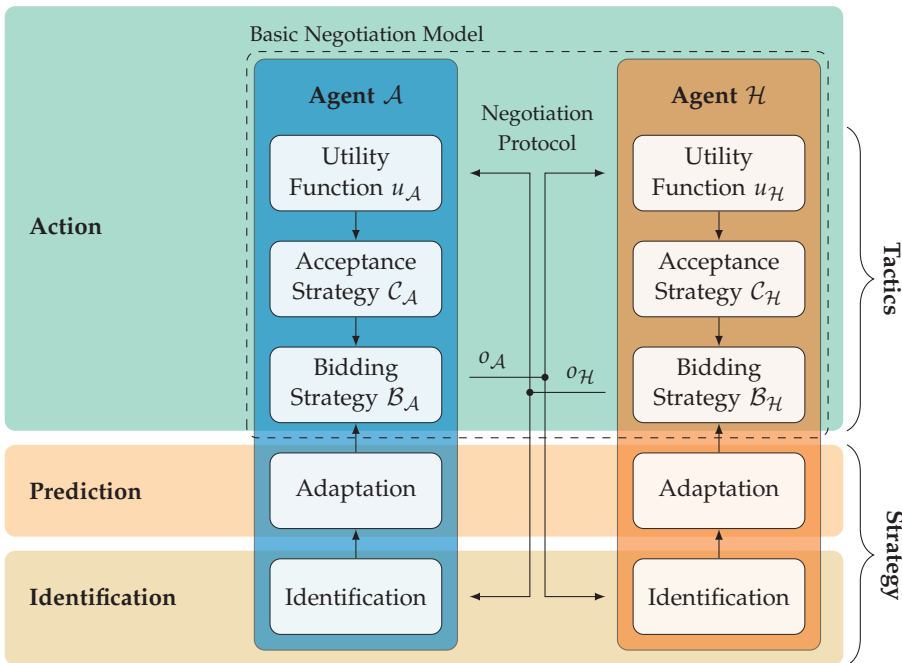 Basic Negotiation Model
Agent 𝒜
Agent ℋ
Negotiation
Protocol
Utility
Function u𝒜
Utility
Function uℋ
Action
Acceptance
Strategy 𝒞𝒜
Acceptance
Strategy 𝒞ℋ
Tactics
Bidding
Strategy ℬ𝒜
o𝒜
oℋ
Bidding
Strategy ℬℋ
Prediction
Adaptation
Adaptation
Strategy
Identification
Identification
Identification